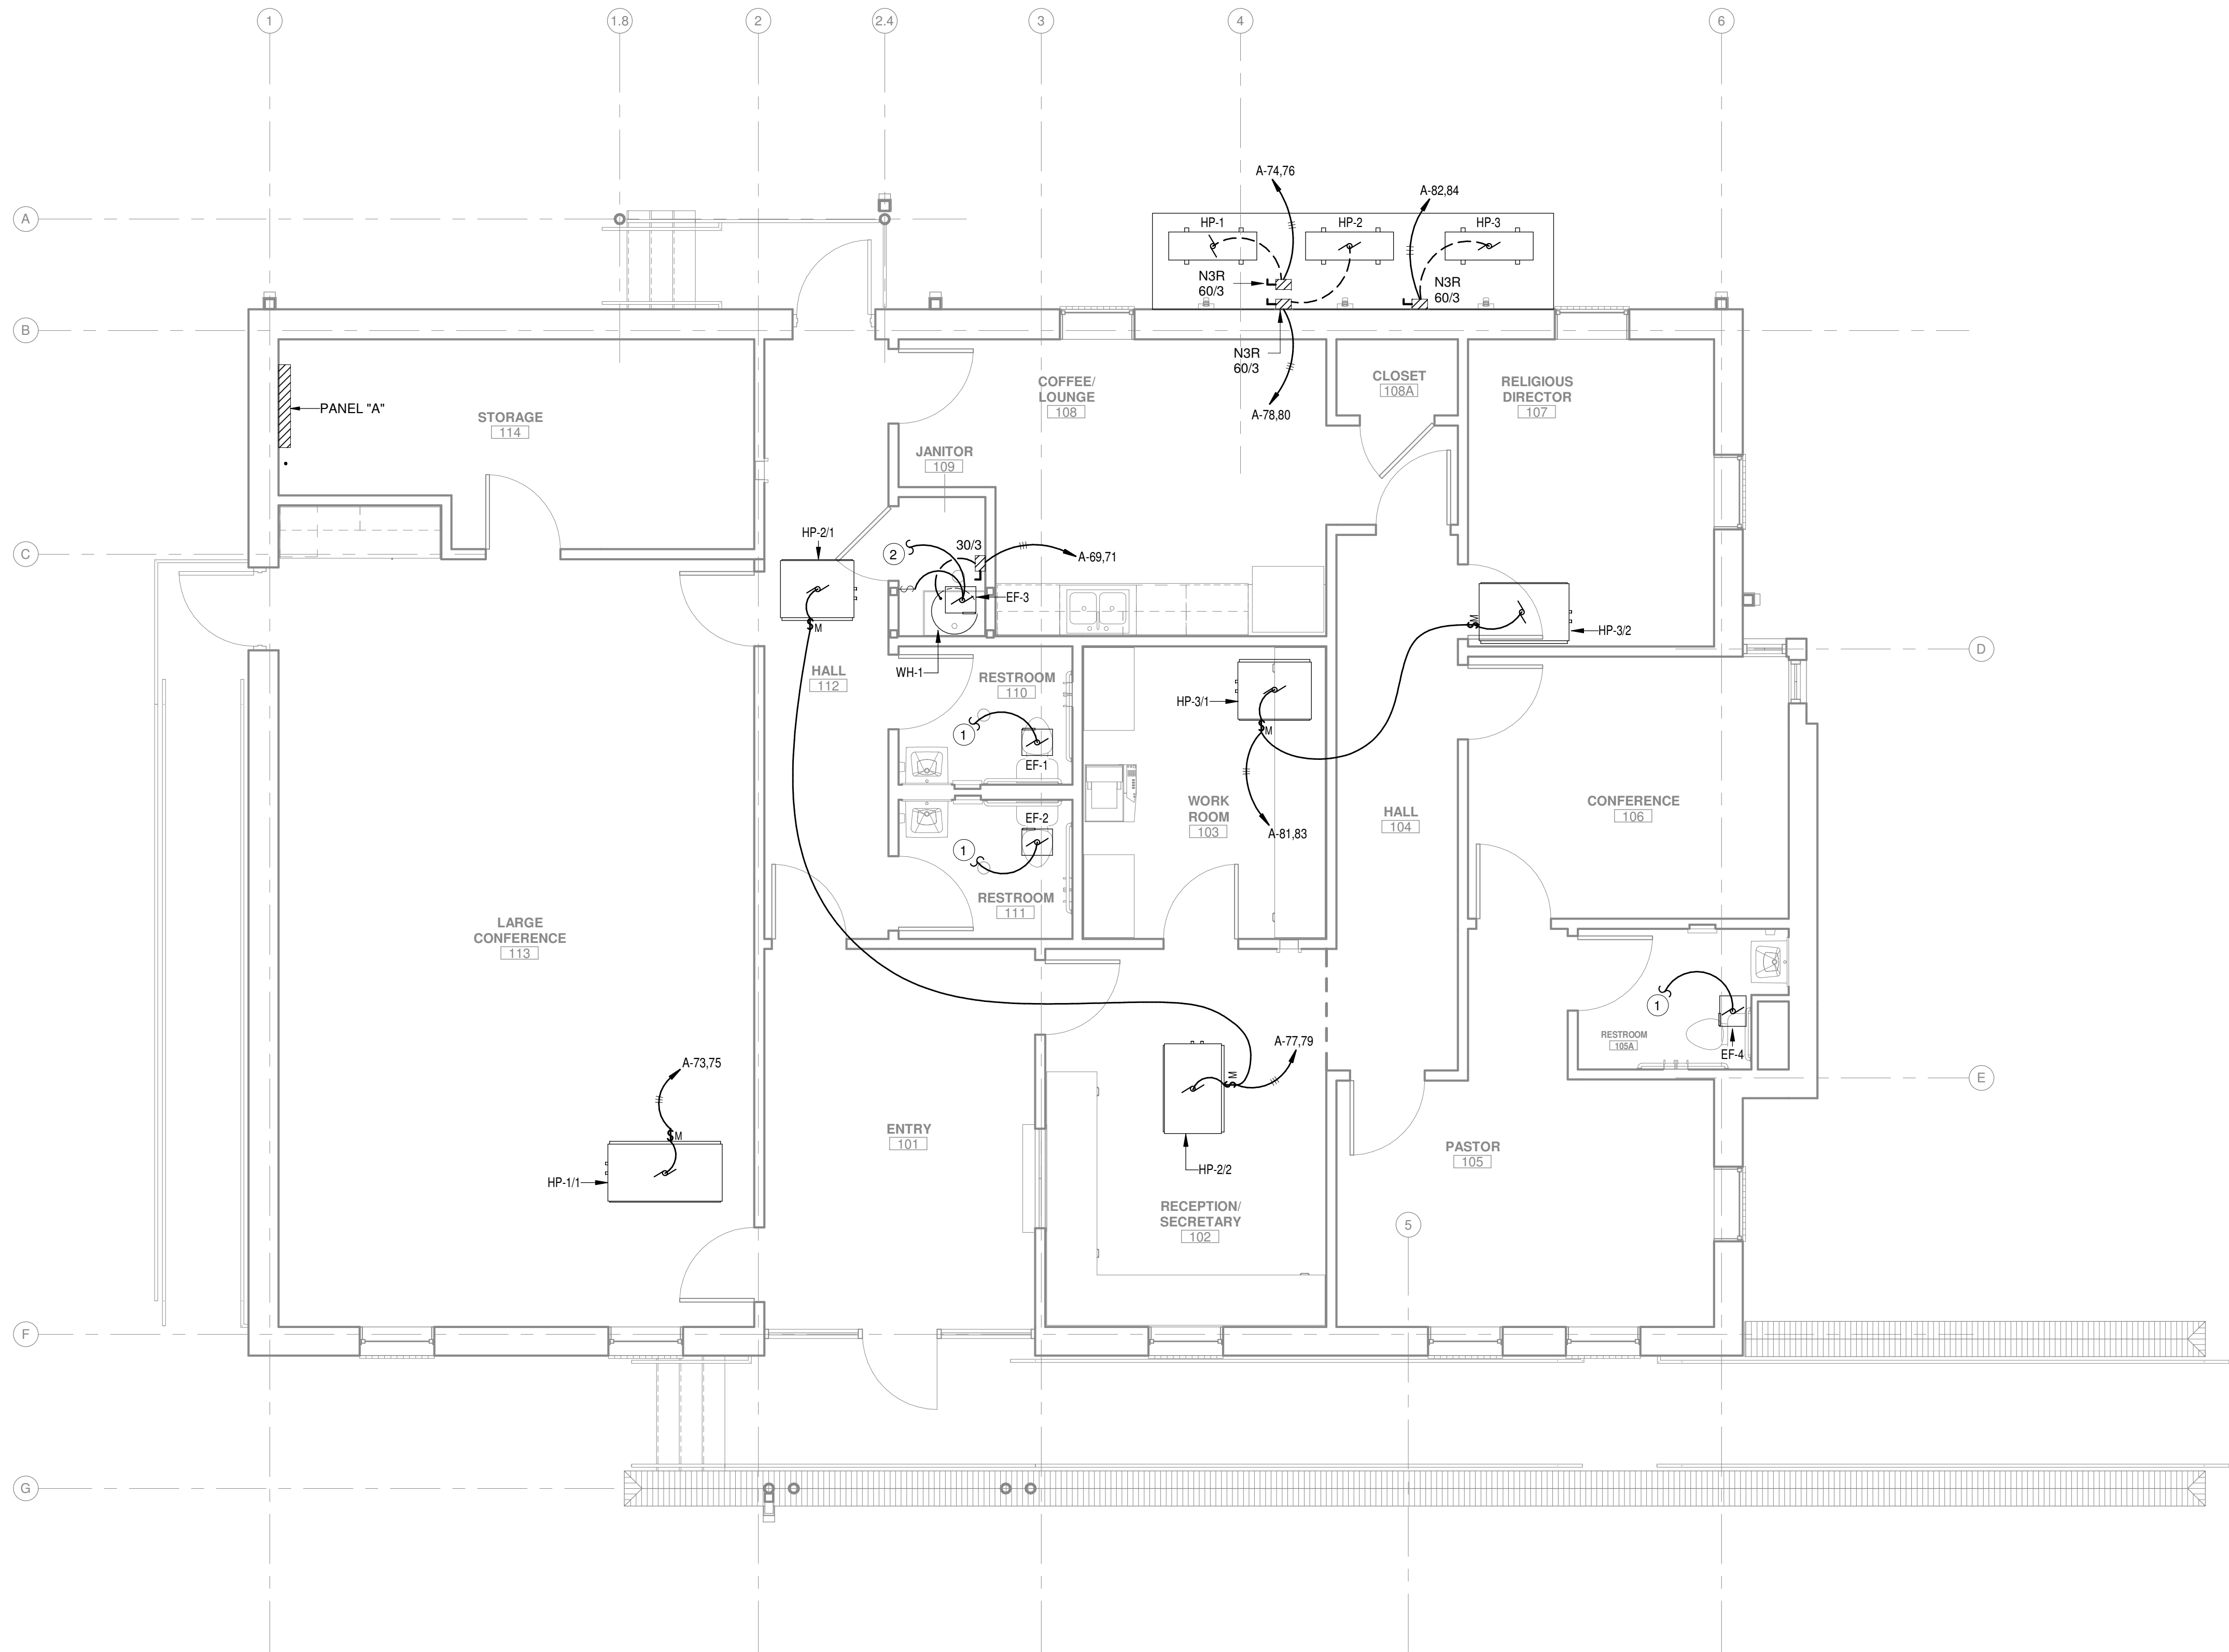 1
1.8
2
2.4
3
4
6
A-74,76
A-82,84
A
HP-1
HP-2
HP-3
N3R
60/3
N3R
60/3
B
N3R
60/3
A-78,80
PANEL "A"
STORAGE
114
COFFEE/
LOUNGE
108
CLOSET
108A
RELIGIOUS
DIRECTOR
107
JANITOR
109
HP-2/1
C
2
30/3
A-69,71
EF-3
HP-3/2
D
HALL
112
WH-1
RESTROOM
110
HP-3/1
1
EF-1
WORK
ROOM
103
HALL
104
CONFERENCE
106
EF-2
A-81,83
1
RESTROOM
111
LARGE
CONFERENCE
113
1
RESTROOM
105A
EF-4
A-73,75
A-77,79
E
ENTRY
101
PASTOR
105
HP-1/1
HP-2/2
RECEPTION/
SECRETARY
102
5
F
G
S
M
S
M
S
M
S
M
S
M